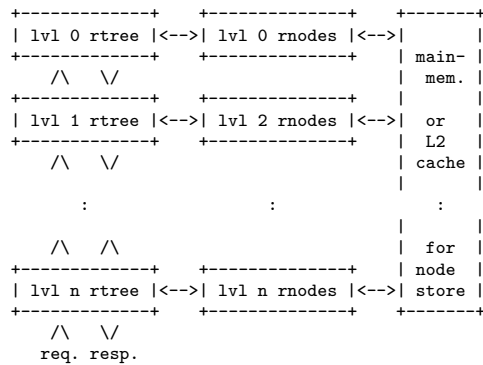 +-------------+ +--------------+ +-------+
| lvl 0 rtree |<-->| lvl 0 rnodes |<-->| |
+-------------+ +--------------+ | main- |
/\ \/ | mem. |
+-------------+ +--------------+ | |
| lvl 1 rtree |<-->| lvl 2 rnodes |<-->| or |
+-------------+ +--------------+ | L2 |
/\ \/ | cache |
| |
: : :
| |
/\ /\ | for |
+-------------+ +--------------+ | node |
| lvl n rtree |<-->| lvl n rnodes |<-->| store |
+-------------+ +--------------+ +-------+
/\ \/
req. resp.